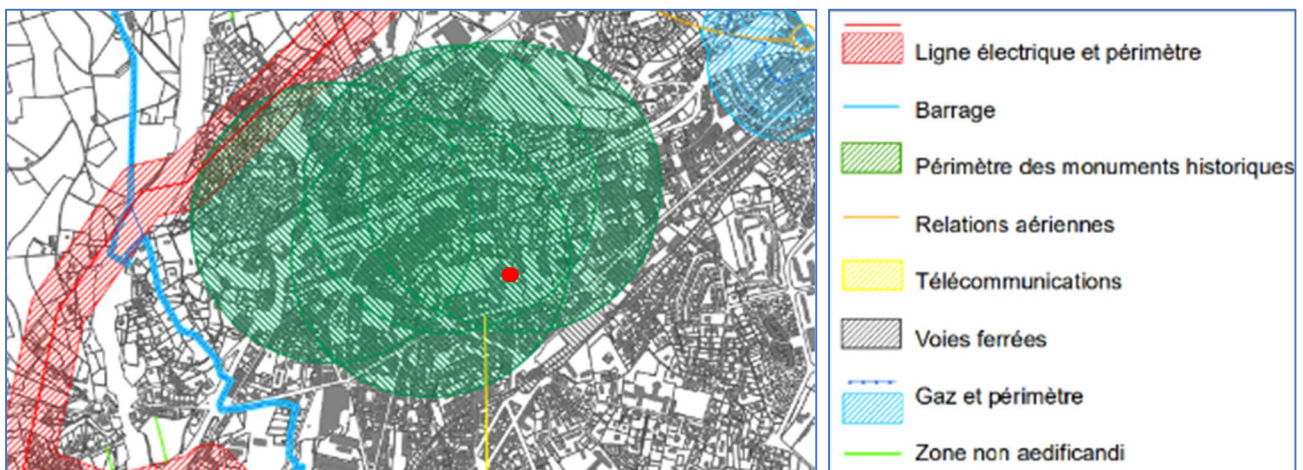 Ligne électrique et périmètre
Barrage
Périmètre des monuments historiques
Relations aériennes
Télécommunications
Voies ferrées
Gaz et périmètre
Zone non aedificandi